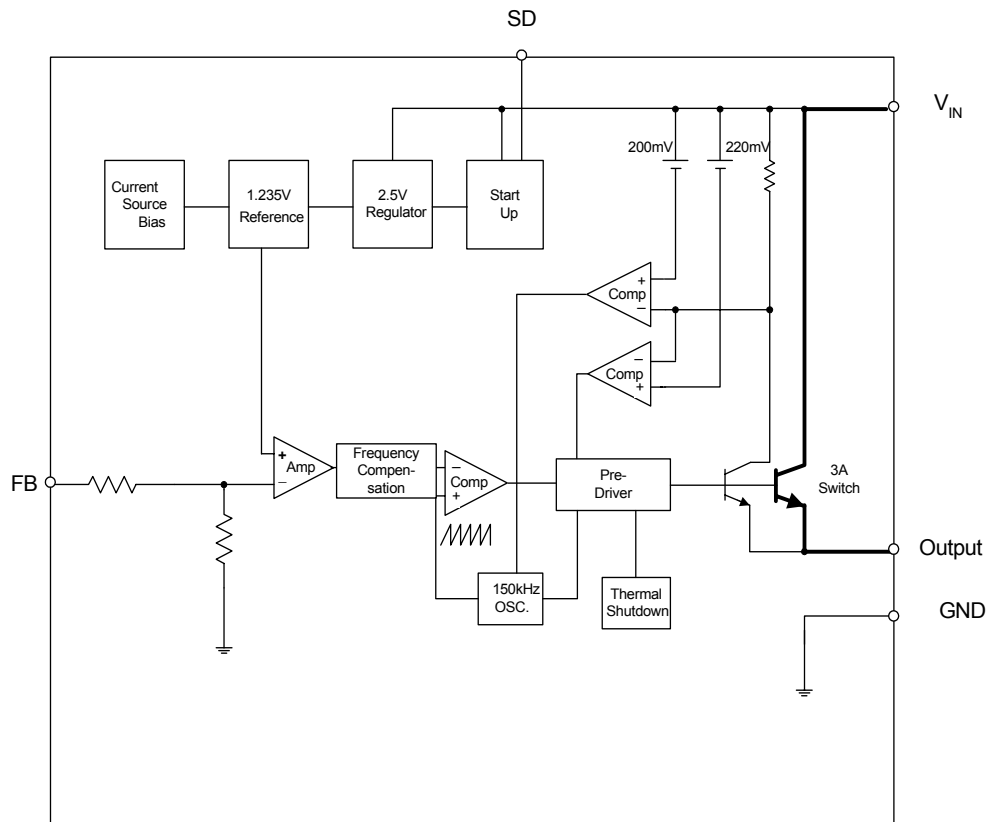 SD
V_IN
200mV
220mV
Current
Source
Bias
1.235V
Reference
2.5V
Regulator
Start
Up
+
Comp
−
−
Comp
+
FB
+
Amp
−
Frequency
Compen-
sation
−
Comp
+
Pre-
Driver
3A
Switch
Output
150kHz
OSC.
Thermal
Shutdown
GND